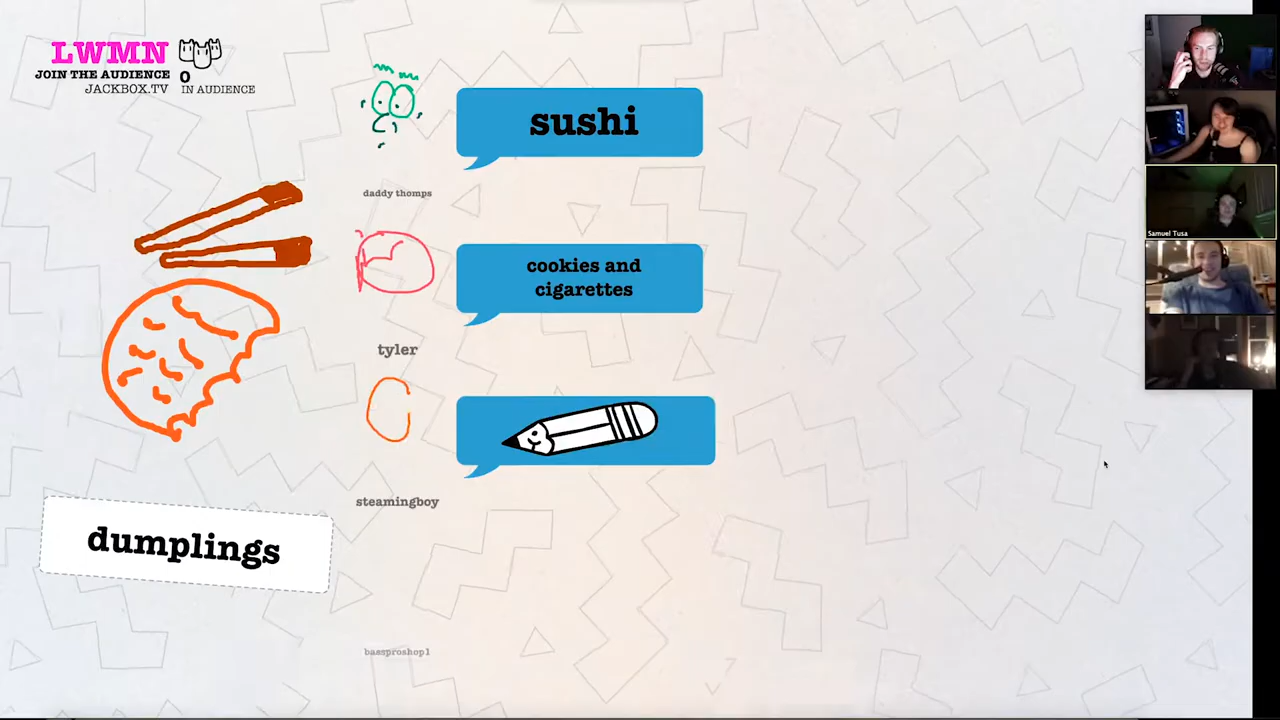 LWMN
JOIN THE AUDIENCE
JACKBOX.TV
0
IN AUDIENCE
sushi
daddy thomps
cookies and
cigarettes
tyler
steamingboy
dumplings
bassproshop1
Samuel Tusa